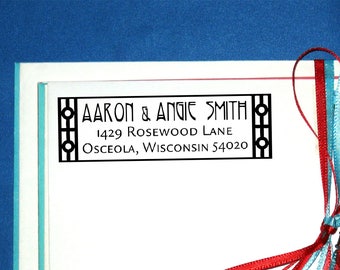 AARON & ANGIE SMITH
1429 ROSEWOOD LANE
OSCEOLA, WISCONSIN 54020